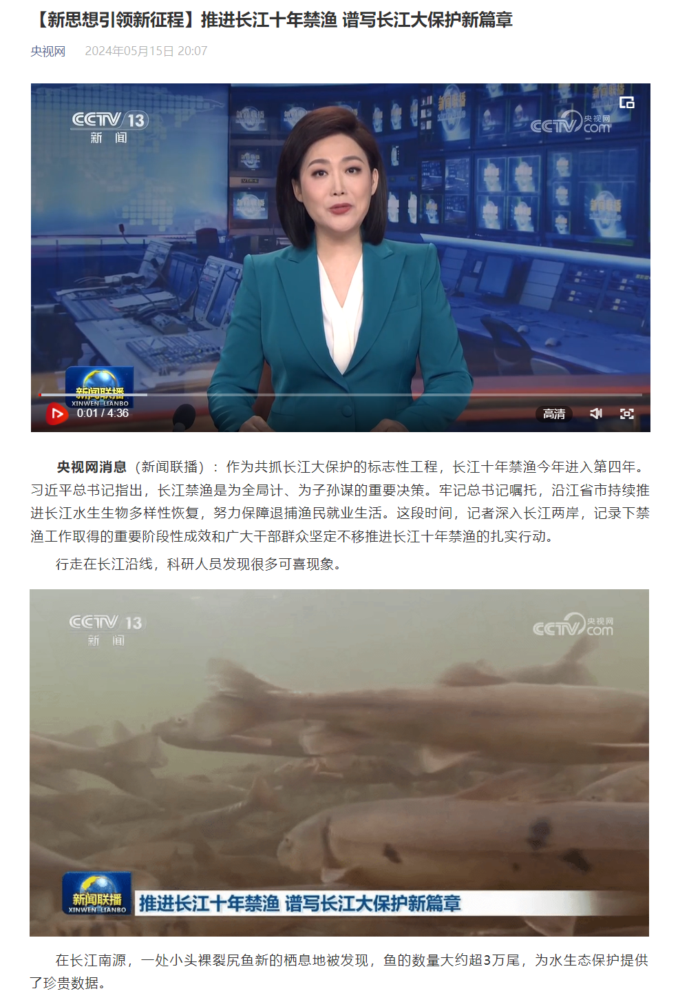 【新思想引领新征程】推进长江十年禁渔 谱写长江大保护新篇章
央视网 2024年05月15日 20:07
CCTV 13
新闻
央视网
CCTV.com
新闻联播
XINWEN LIANBO
0:01 / 4:36
高清
央视网消息（新闻联播）：作为共抓长江大保护的标志性工程，长江十年禁渔今年进入第四年。
习近平总书记指出，长江禁渔是为全局计、为子孙谋的重要决策。牢记总书记嘱托，沿江省市持续推
进长江水生生物多样性恢复，努力保障退捕渔民就业生活。这段时间，记者深入长江两岸，记录下禁
渔工作取得的重要阶段性成效和广大干部群众坚定不移推进长江十年禁渔的扎实行动。
行走在长江沿线，科研人员发现很多可喜现象。
CCTV 13
新闻
央视网
CCTV.com
新闻联播
XINWEN LIANBO
推进长江十年禁渔 谱写长江大保护新篇章
在长江南源，一处小头裸裂尻鱼新的栖息地被发现，鱼的数量大约超3万尾，为水生态保护提供
了珍贵数据。